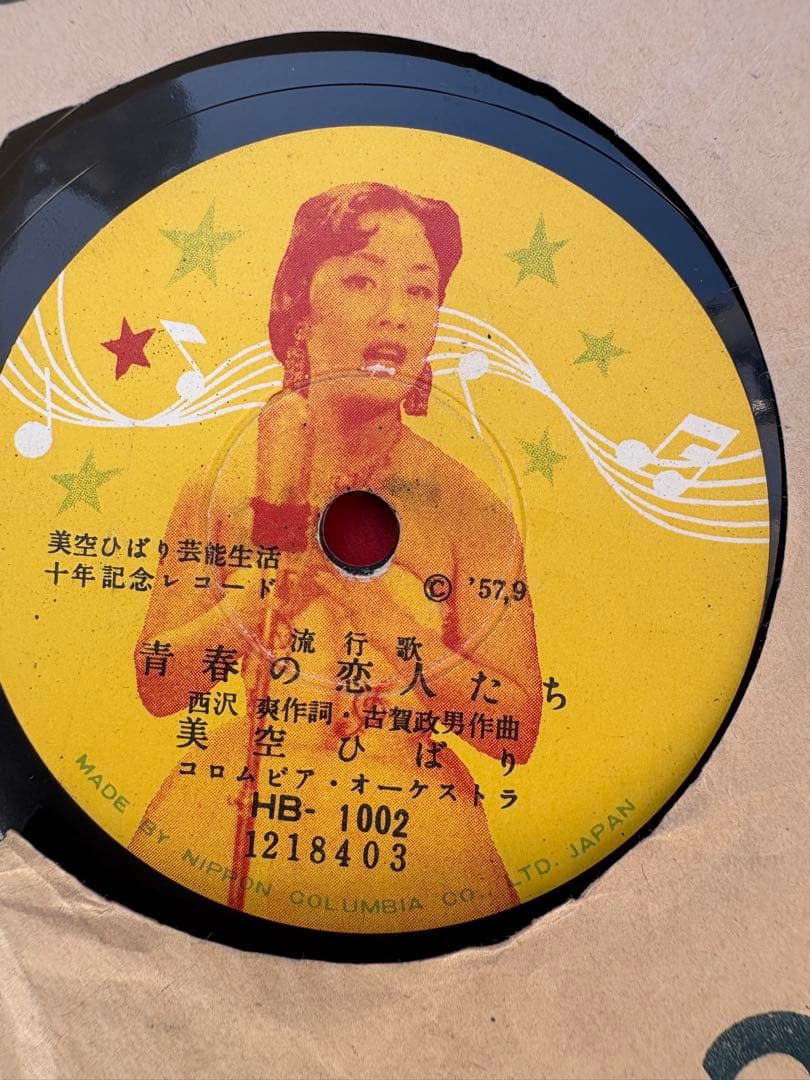 美空ひばり芸能生活
十年記念レコード
© '57,9
流行歌
青春の恋人たち
西沢 爽作詞・古賀政男作曲
美空ひばり
コロムビア・オーケストラ
HB- 1002
1218403
MADE BY NIPPON COLUMBIA CO., LTD. JAPAN